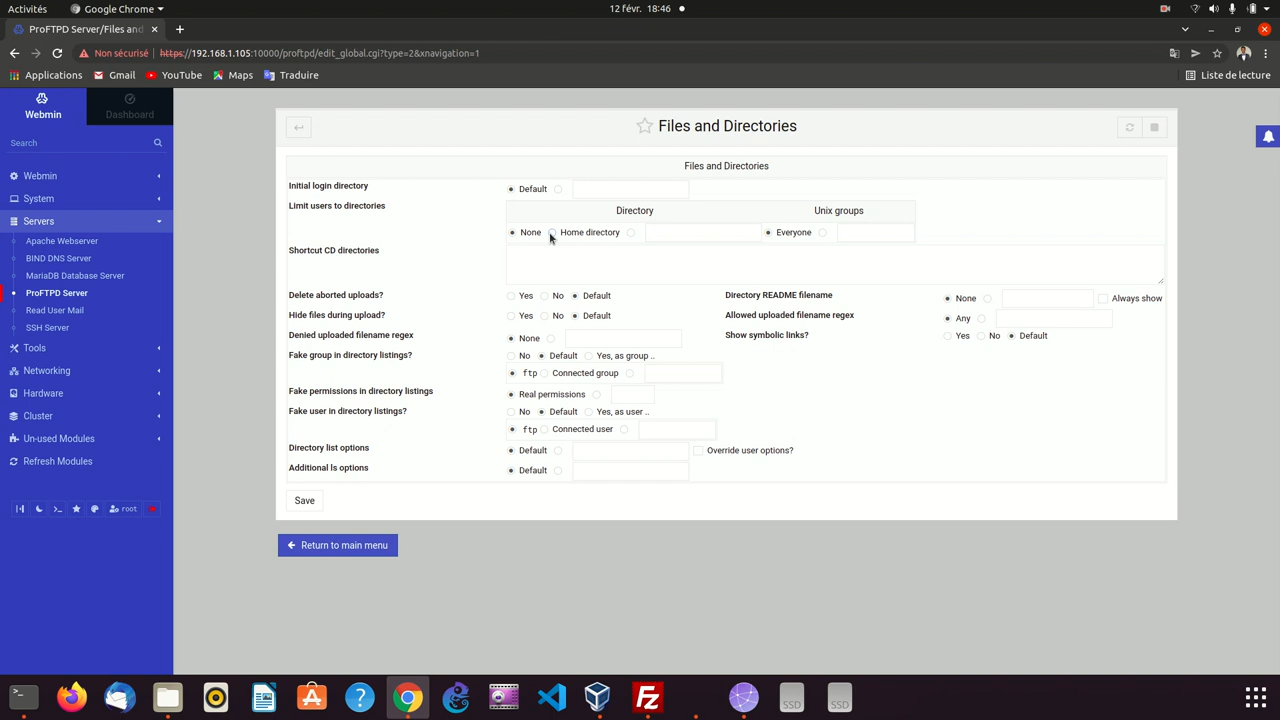 Activités Google Chrome 12 févr. 18:46
ProFTPD Server/Files and
Non sécurisé https://192.168.1.105:10000/proftpd/edit_global.cgi?type=2&xnavigation=1
Applications Gmail YouTube Maps Traduire Liste de lecture
Webmin Dashboard
Search
Webmin
System
Servers
Apache Webserver
BIND DNS Server
MariaDB Database Server
ProFTPD Server
Read User Mail
SSH Server
Tools
Networking
Hardware
Cluster
Un-used Modules
Refresh Modules
root
Files and Directories
Files and Directories
Initial login directory Default
Limit users to directories Directory Unix groups
None Home directory Everyone
Shortcut CD directories
Delete aborted uploads? Yes No Default Directory README filename None Always show
Hide files during upload? Yes No Default Allowed uploaded filename regex Any
Denied uploaded filename regex None Show symbolic links? Yes No Default
Fake group in directory listings? No Default Yes, as group ..
ftp Connected group
Fake permissions in directory listings Real permissions
Fake user in directory listings? No Default Yes, as user ..
ftp Connected user
Directory list options Default Override user options?
Additional ls options Default
Save
Return to main menu
SSD SSD